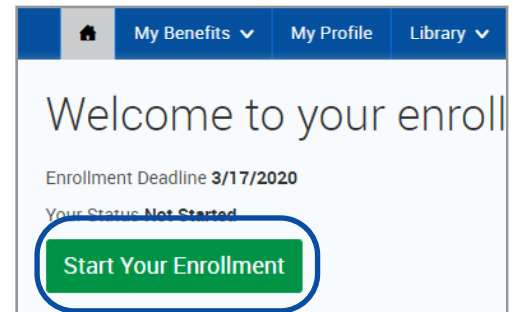 My Benefits My Profile Library
Welcome to your enroll
Enrollment Deadline 3/17/2020
Your Status Not Started
Start Your Enrollment